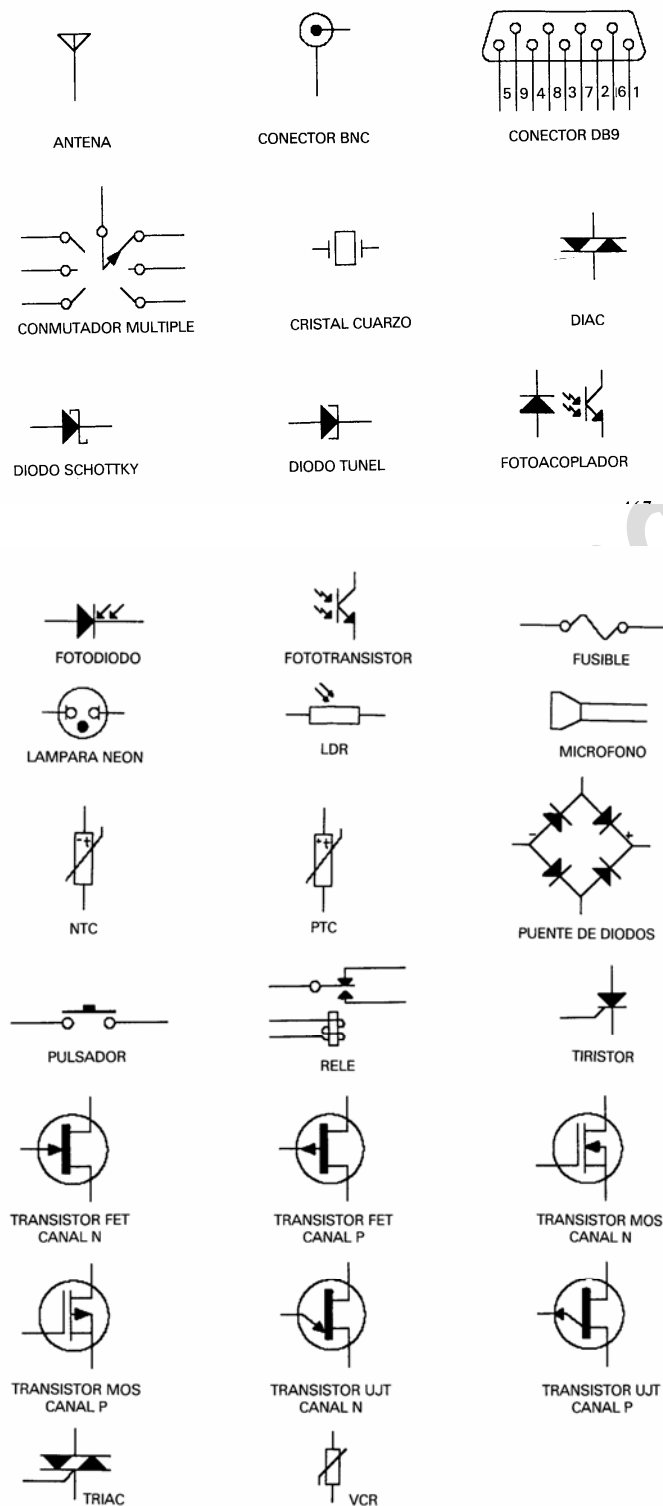 ANTENA
CONECTOR BNC
5 9 4 8 3 7 2 6 1
CONECTOR DB9
CONMUTADOR MULTIPLE
CRISTAL CUARZO
DIAC
DIODO SCHOTTKY
DIODO TUNEL
FOTOACOPLADOR
FOTODIODO
FOTOTRANSISTOR
FUSIBLE
LAMPARA NEON
LDR
MICROFONO
- +
NTC
+ +
PTC
- +
PUENTE DE DIODOS
PULSADOR
RELE
TIRISTOR
TRANSISTOR FET
CANAL N
TRANSISTOR FET
CANAL P
TRANSISTOR MOS
CANAL N
TRANSISTOR MOS
CANAL P
TRANSISTOR UJT
CANAL N
TRANSISTOR UJT
CANAL P
TRIAC
VCR